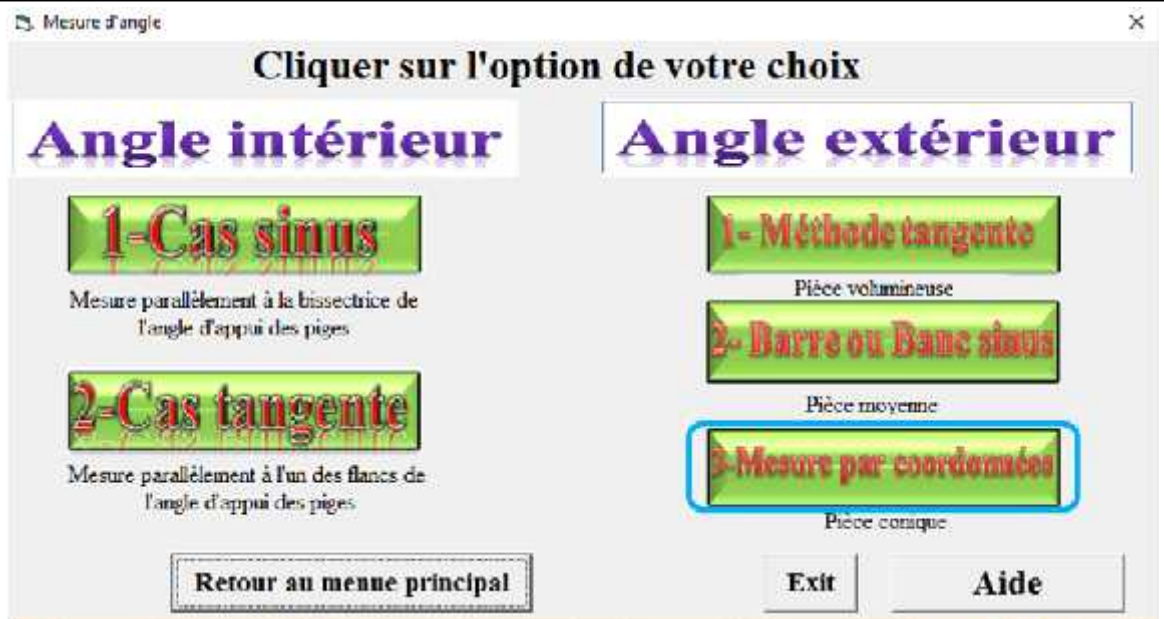 Mesure d'angle
Cliquer sur l'option de votre choix
Angle intérieur
1-Cas sinus
Mesure parallèlement à la bissectrice de
l'angle d'appui des piges
2-Cas tangente
Mesure parallèlement à l'un des flancs de
l'angle d'appui des piges
Angle extérieur
1- Méthode tangente
Pièce volumineuse
2- Barre ou Banc sinus
Pièce moyenne
3-Mesure par coordonnées
Pièce conique
Retour au menue principal
Exit
Aide